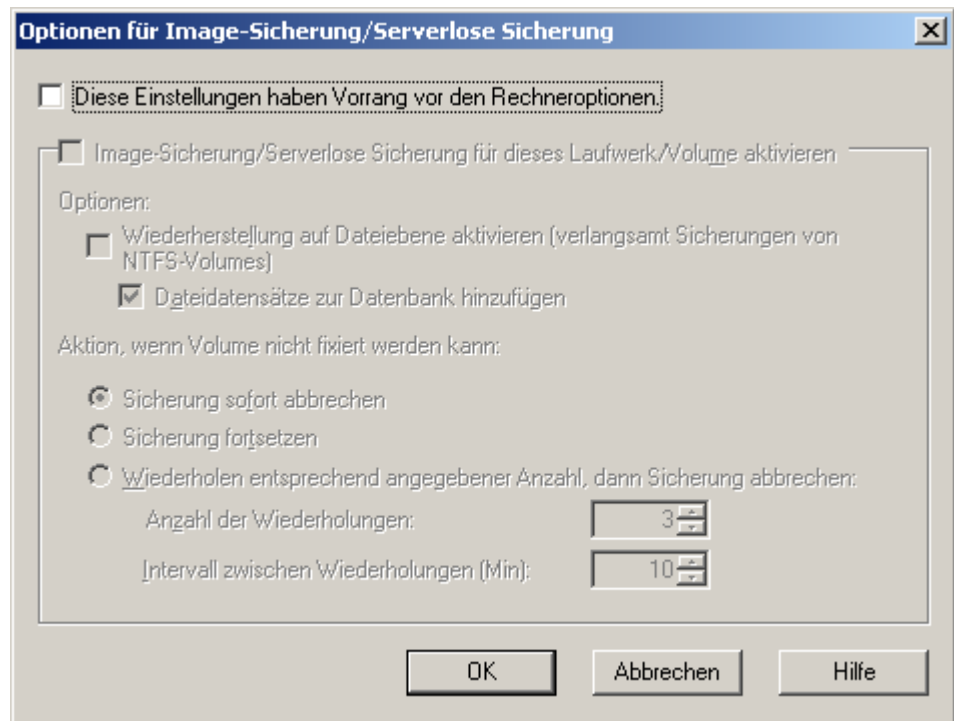 Optionen für Image-Sicherung/Serverlose Sicherung
Diese Einstellungen haben Vorrang vor den Rechneroptionen.
Image-Sicherung/Serverlose Sicherung für dieses Laufwerk/Volume aktivieren
Optionen:
Wiederherstellung auf Dateiebene aktivieren (verlangsamt Sicherungen von
NTFS-Volumes)
Dateidatensätze zur Datenbank hinzufügen
Aktion, wenn Volume nicht fixiert werden kann:
Sicherung sofort abbrechen
Sicherung fortsetzen
Wiederholen entsprechend angegebener Anzahl, dann Sicherung abbrechen:
Anzahl der Wiederholungen: 3
Intervall zwischen Wiederholungen (Min): 10
OK Abbrechen Hilfe